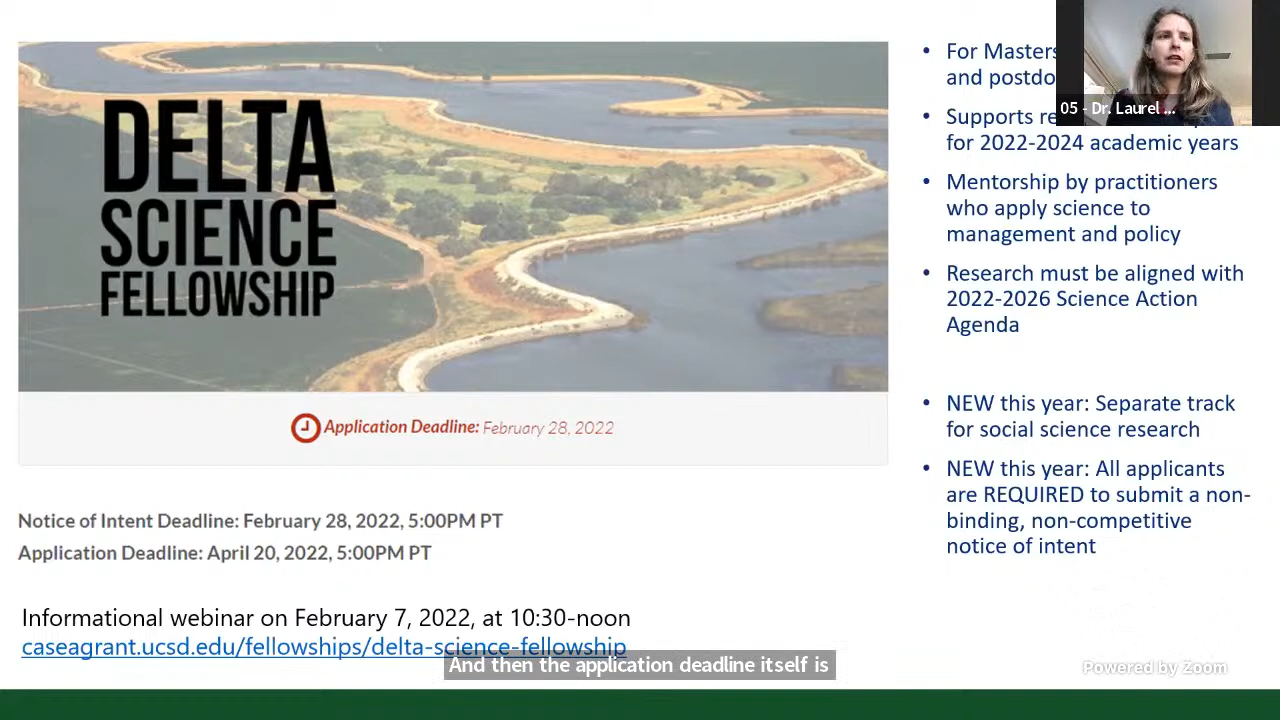 DELTA
SCIENCE
FELLOWSHIP
Application Deadline: February 28, 2022
Notice of Intent Deadline: February 28, 2022, 5:00PM PT
Application Deadline: April 20, 2022, 5:00PM PT
Informational webinar on February 7, 2022, at 10:30-noon
caseagrant.ucsd.edu/fellowships/delta-science-fellowship
• For Masters
and postdo
• Supports re
for 2022-2024 academic years
• Mentorship by practitioners
who apply science to
management and policy
• Research must be aligned with
2022-2026 Science Action
Agenda
• NEW this year: Separate track
for social science research
• NEW this year: All applicants
are REQUIRED to submit a non-
binding, non-competitive
notice of intent
05 - Dr. Laurel ...
And then the application deadline itself is
Powered by Zoom